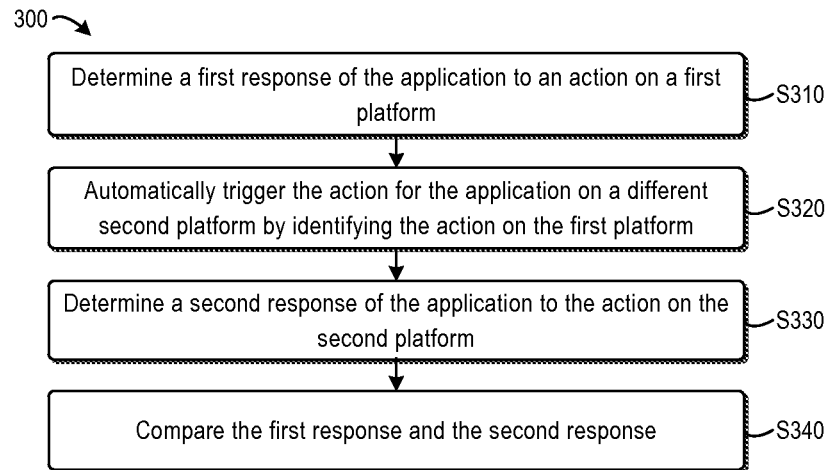 300
Determine a first response of the application to an action on a first
platform
S310
Automatically trigger the action for the application on a different
second platform by identifying the action on the first platform
S320
Determine a second response of the application to the action on the
second platform
S330
Compare the first response and the second response
S340